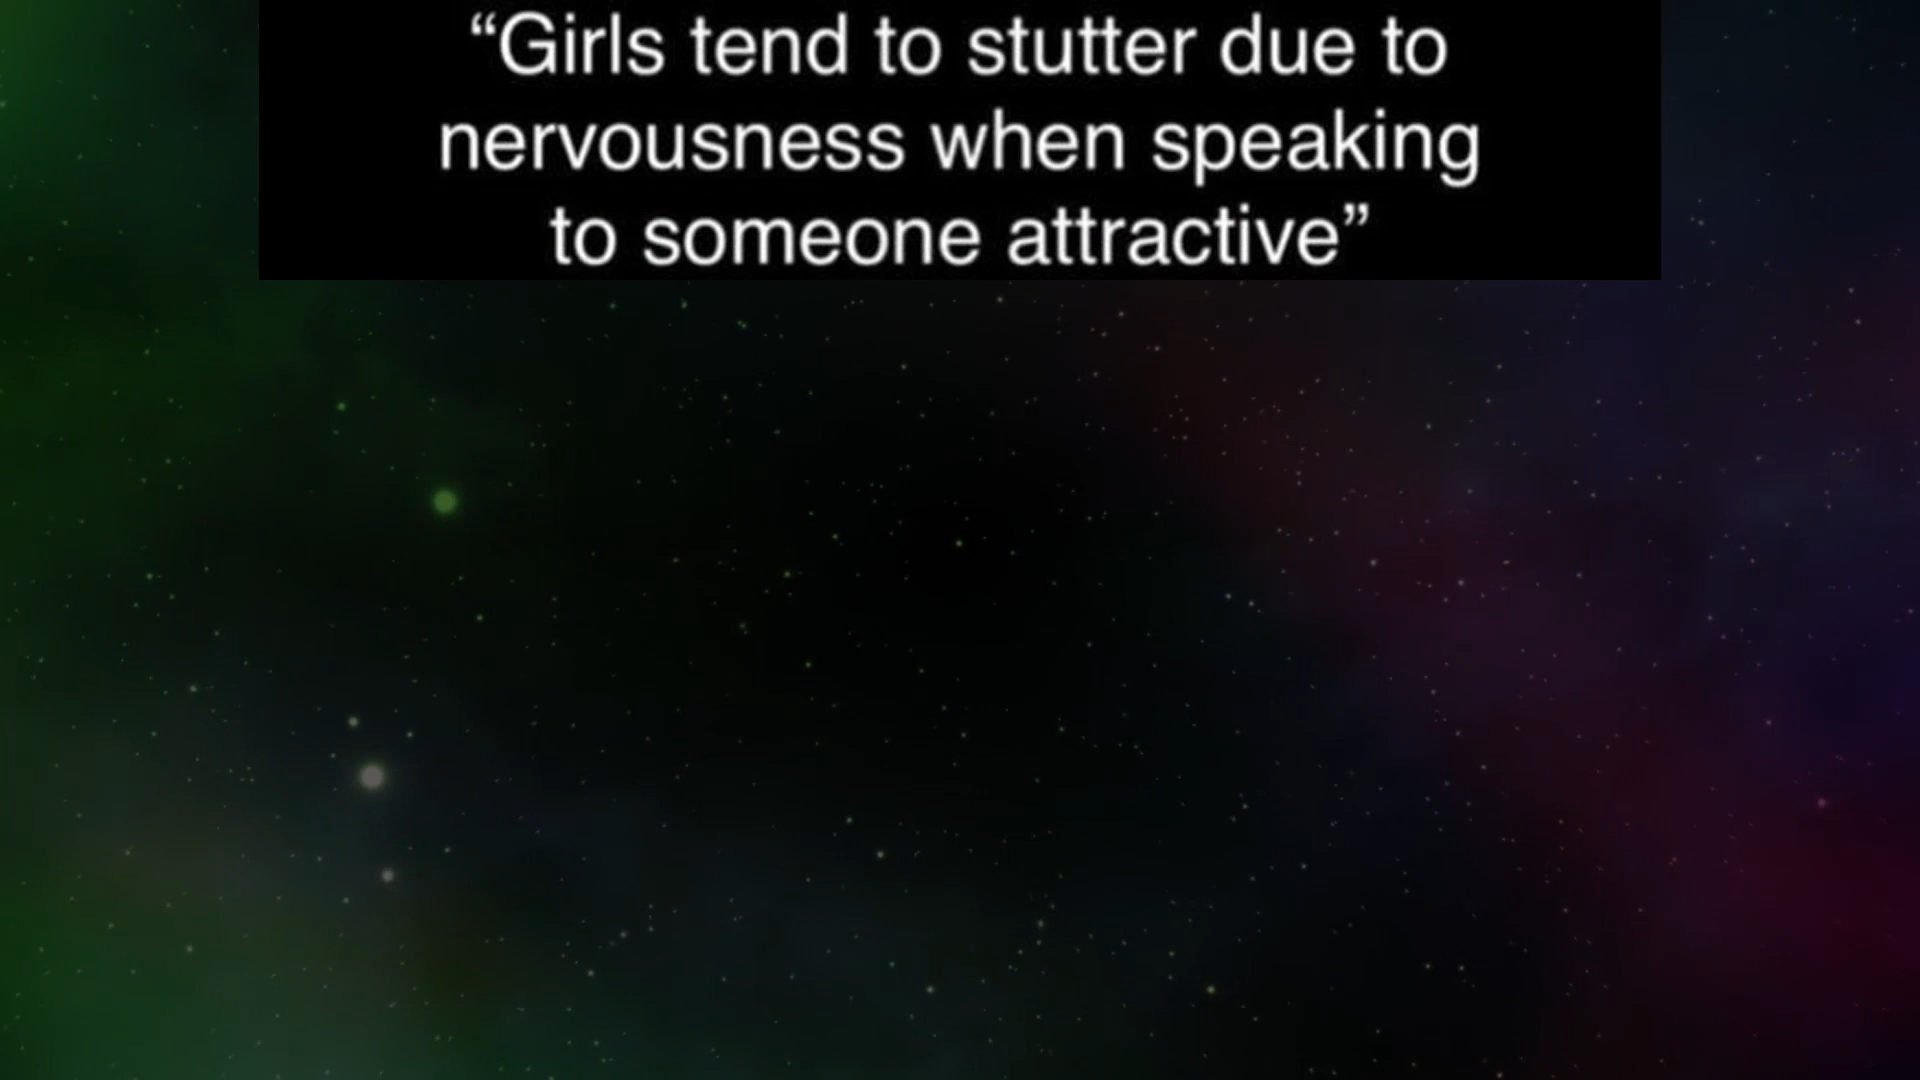 “Girls tend to stutter due to
nervousness when speaking
to someone attractive”